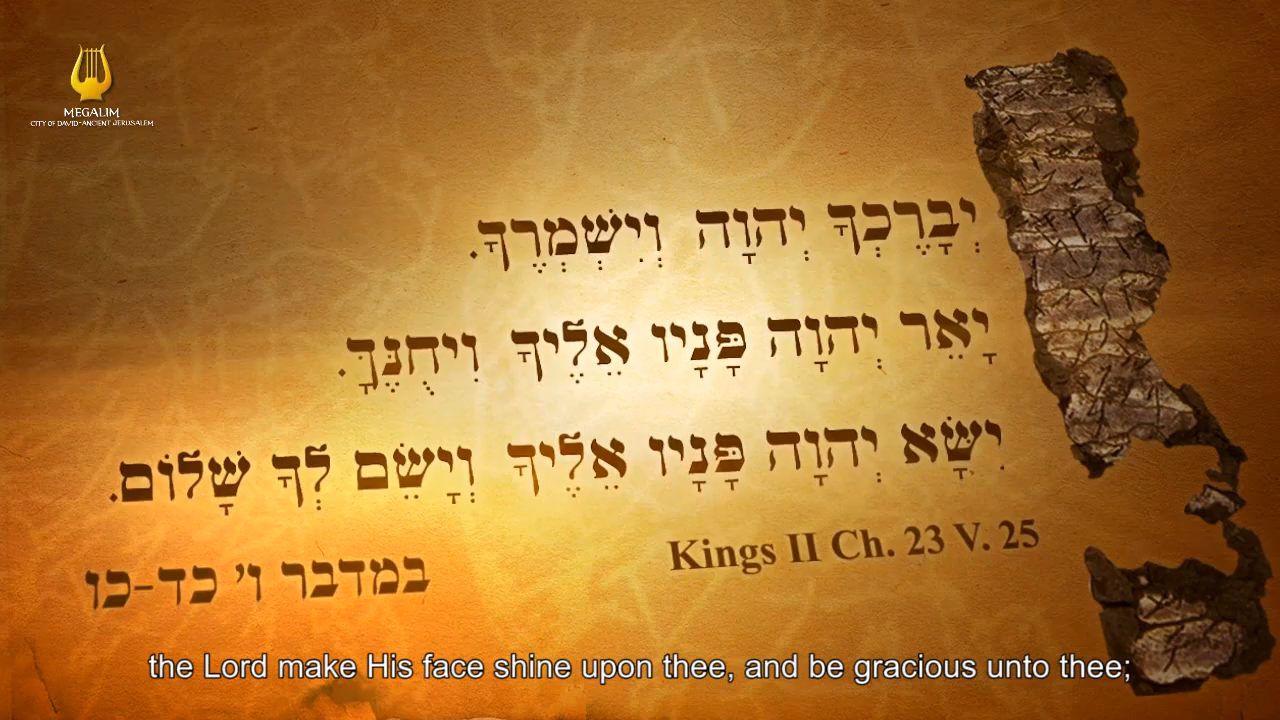 MEGALIM
CITY OF DAVID-ANCIENT JERUSALEM
יְבָרֶכְךָ יְהוָה וְיִשְׁמְרֶךָ.
יָאֵר יְהוָה פָּנָיו אֵלֶיךָ וִיחֻנֶּךָּ.
יִשָּׂא יְהוָה פָּנָיו אֵלֶיךָ וְיָשֵׂם לְךָ שָׁלוֹם.
Kings II Ch. 23 V. 25
במדבר ו' כד-כו
the Lord make His face shine upon thee, and be gracious unto thee;